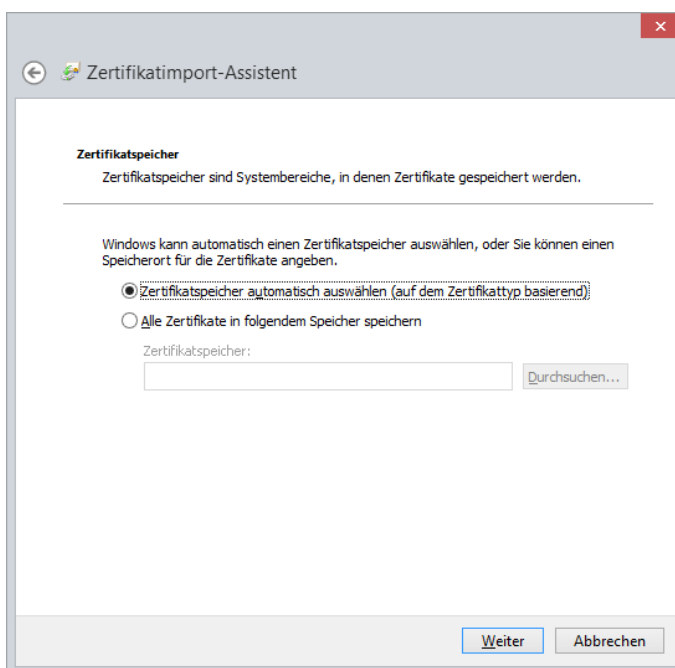 Zertifikatimport-Assistent
Zertifikatspeicher
Zertifikatspeicher sind Systembereiche, in denen Zertifikate gespeichert werden.
Windows kann automatisch einen Zertifikatspeicher auswählen, oder Sie können einen
Speicherort für die Zertifikate angeben.
Zertifikatspeicher automatisch auswählen (auf dem Zertifikattyp basierend)
Alle Zertifikate in folgendem Speicher speichern
Zertifikatspeicher:
Durchsuchen...
Weiter
Abbrechen